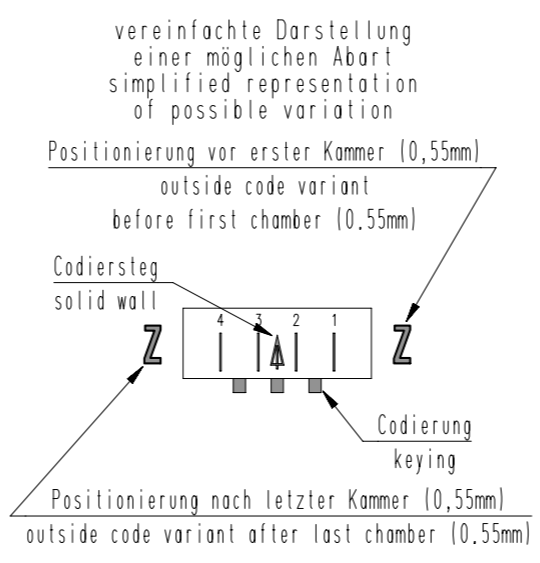 vereinfachte Darstellung
einer möglichen Abart
simplified representation
of possible variation
Positionierung vor erster Kammer (0,55mm)
outside code variant
before first chamber (0.55mm)
Codiersteg
solid wall
4 3 2 1
Z Z
Codierung
keying
Positionierung nach letzter Kammer (0,55mm)
outside code variant after last chamber (0.55mm)